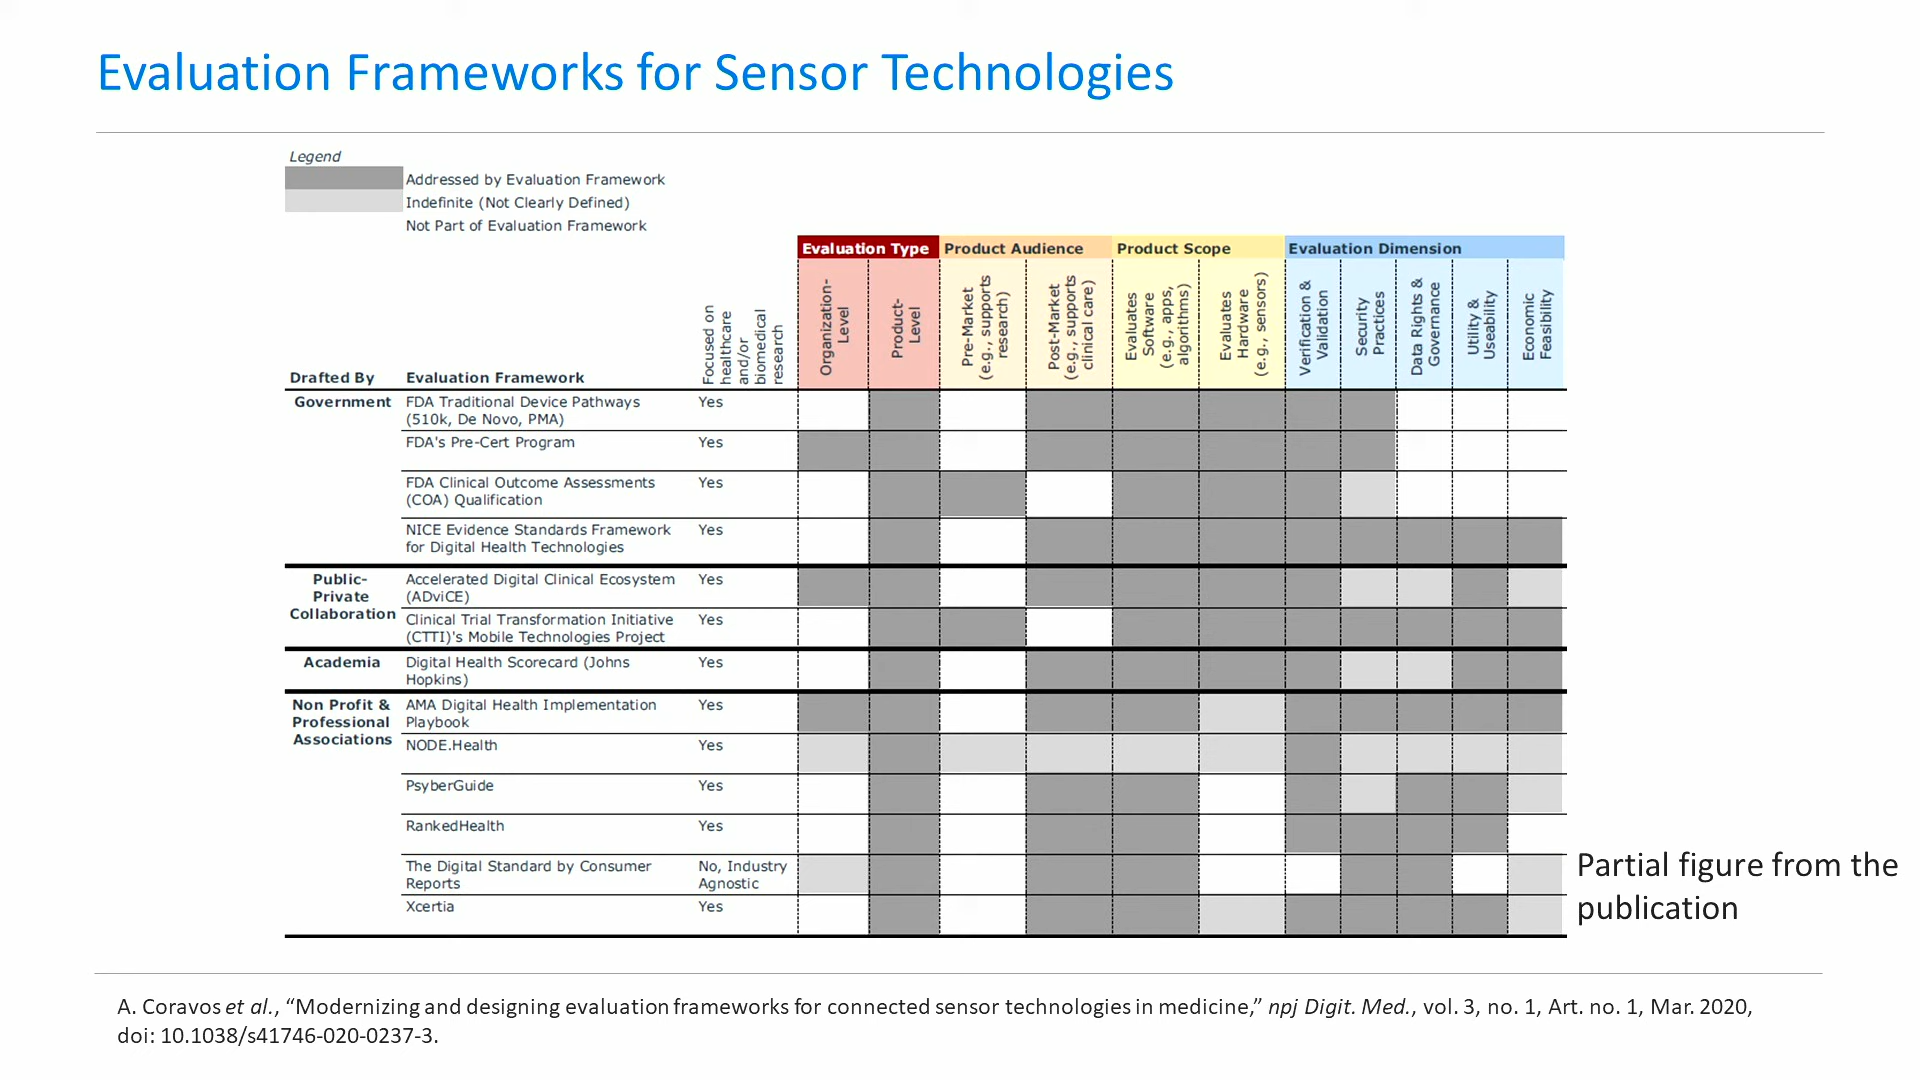 Evaluation Frameworks for Sensor Technologies
Legend
Addressed by Evaluation Framework
Indefinite (Not Clearly Defined)
Not Part of Evaluation Framework
Evaluation Type Product Audience Product Scope Evaluation Dimension
Drafted By
Evaluation Framework
Focused on
healthcare
and/or
biomedical
research
Organization-
Level
Product-
Level
Pre-Market
(e.g., supports
research)
Post-Market
(e.g., supports
clinical care)
Evaluates
Software
(e.g., apps,
algorithms)
Evaluates
Hardware
(e.g., sensors)
Verification &
Validation
Security
Practices
Data Rights &
Governance
Utility &
Useability
Economic
Feasibility
Government
FDA Traditional Device Pathways
(510k, De Novo, PMA)
Yes
FDA's Pre-Cert Program
Yes
FDA Clinical Outcome Assessments
(COA) Qualification
Yes
NICE Evidence Standards Framework
for Digital Health Technologies
Yes
Public-
Private
Collaboration
Accelerated Digital Clinical Ecosystem
(ADviCE)
Yes
Clinical Trial Transformation Initiative
(CTTI)'s Mobile Technologies Project
Yes
Academia
Digital Health Scorecard (Johns
Hopkins)
Yes
Non Profit &
Professional
Associations
AMA Digital Health Implementation
Playbook
Yes
NODE.Health
Yes
PsyberGuide
Yes
RankedHealth
Yes
The Digital Standard by Consumer
Reports
No, Industry
Agnostic
Xcertia
Yes
Partial figure from the
publication
A. Coravos et al., “Modernizing and designing evaluation frameworks for connected sensor technologies in medicine,” npj Digit. Med., vol. 3, no. 1, Art. no. 1, Mar. 2020,
doi: 10.1038/s41746-020-0237-3.